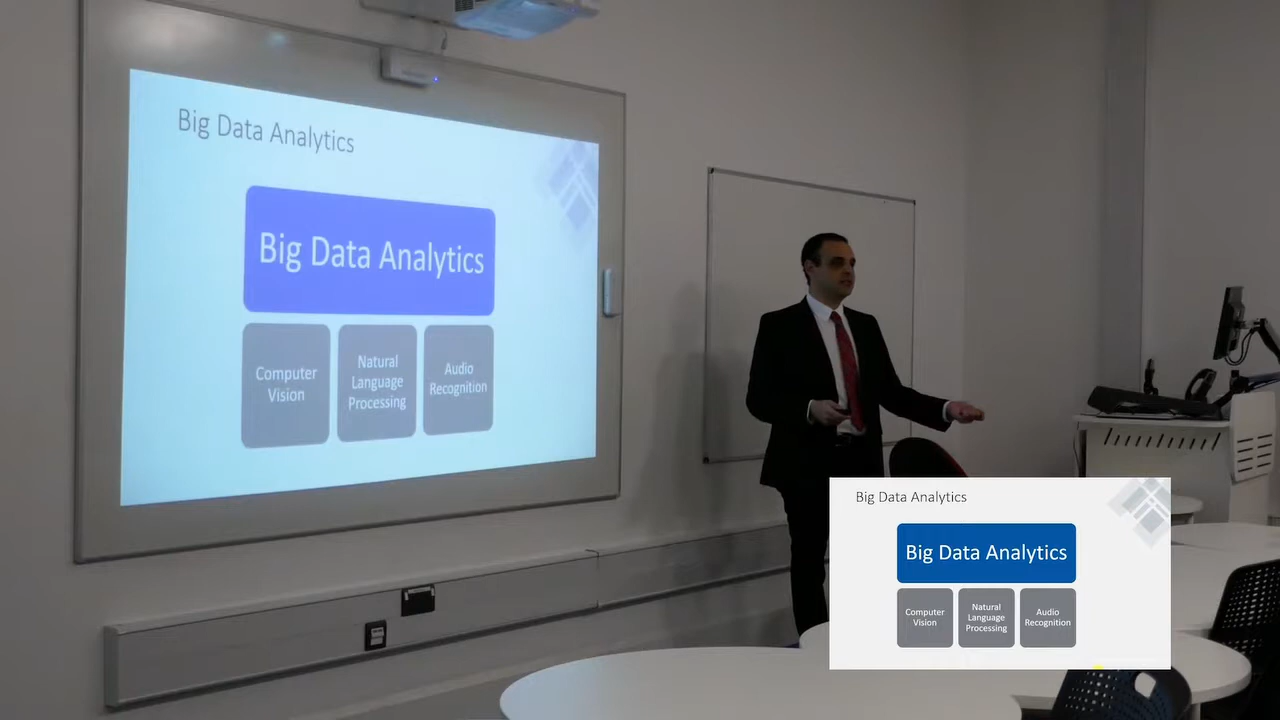 Big Data Analytics
Big Data Analytics
Computer
Vision
Natural
Language
Processing
Audio
Recognition
Big Data Analytics
Big Data Analytics
Computer
Vision
Natural
Language
Processing
Audio
Recognition